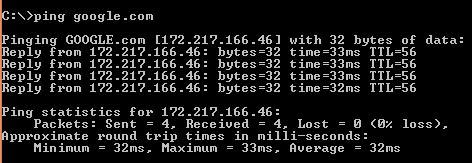 C:\>ping google.com
Pinging GOOGLE.com [172.217.166.46] with 32 bytes of data:
Reply from 172.217.166.46: bytes=32 time=33ms TTL=56
Reply from 172.217.166.46: bytes=32 time=33ms TTL=56
Reply from 172.217.166.46: bytes=32 time=32ms TTL=56
Reply from 172.217.166.46: bytes=32 time=32ms TTL=56
Ping statistics for 172.217.166.46:
Packets: Sent = 4, Received = 4, Lost = 0 (0% loss),
Approximate round trip times in milli-seconds:
Minimum = 32ms, Maximum = 33ms, Average = 32ms